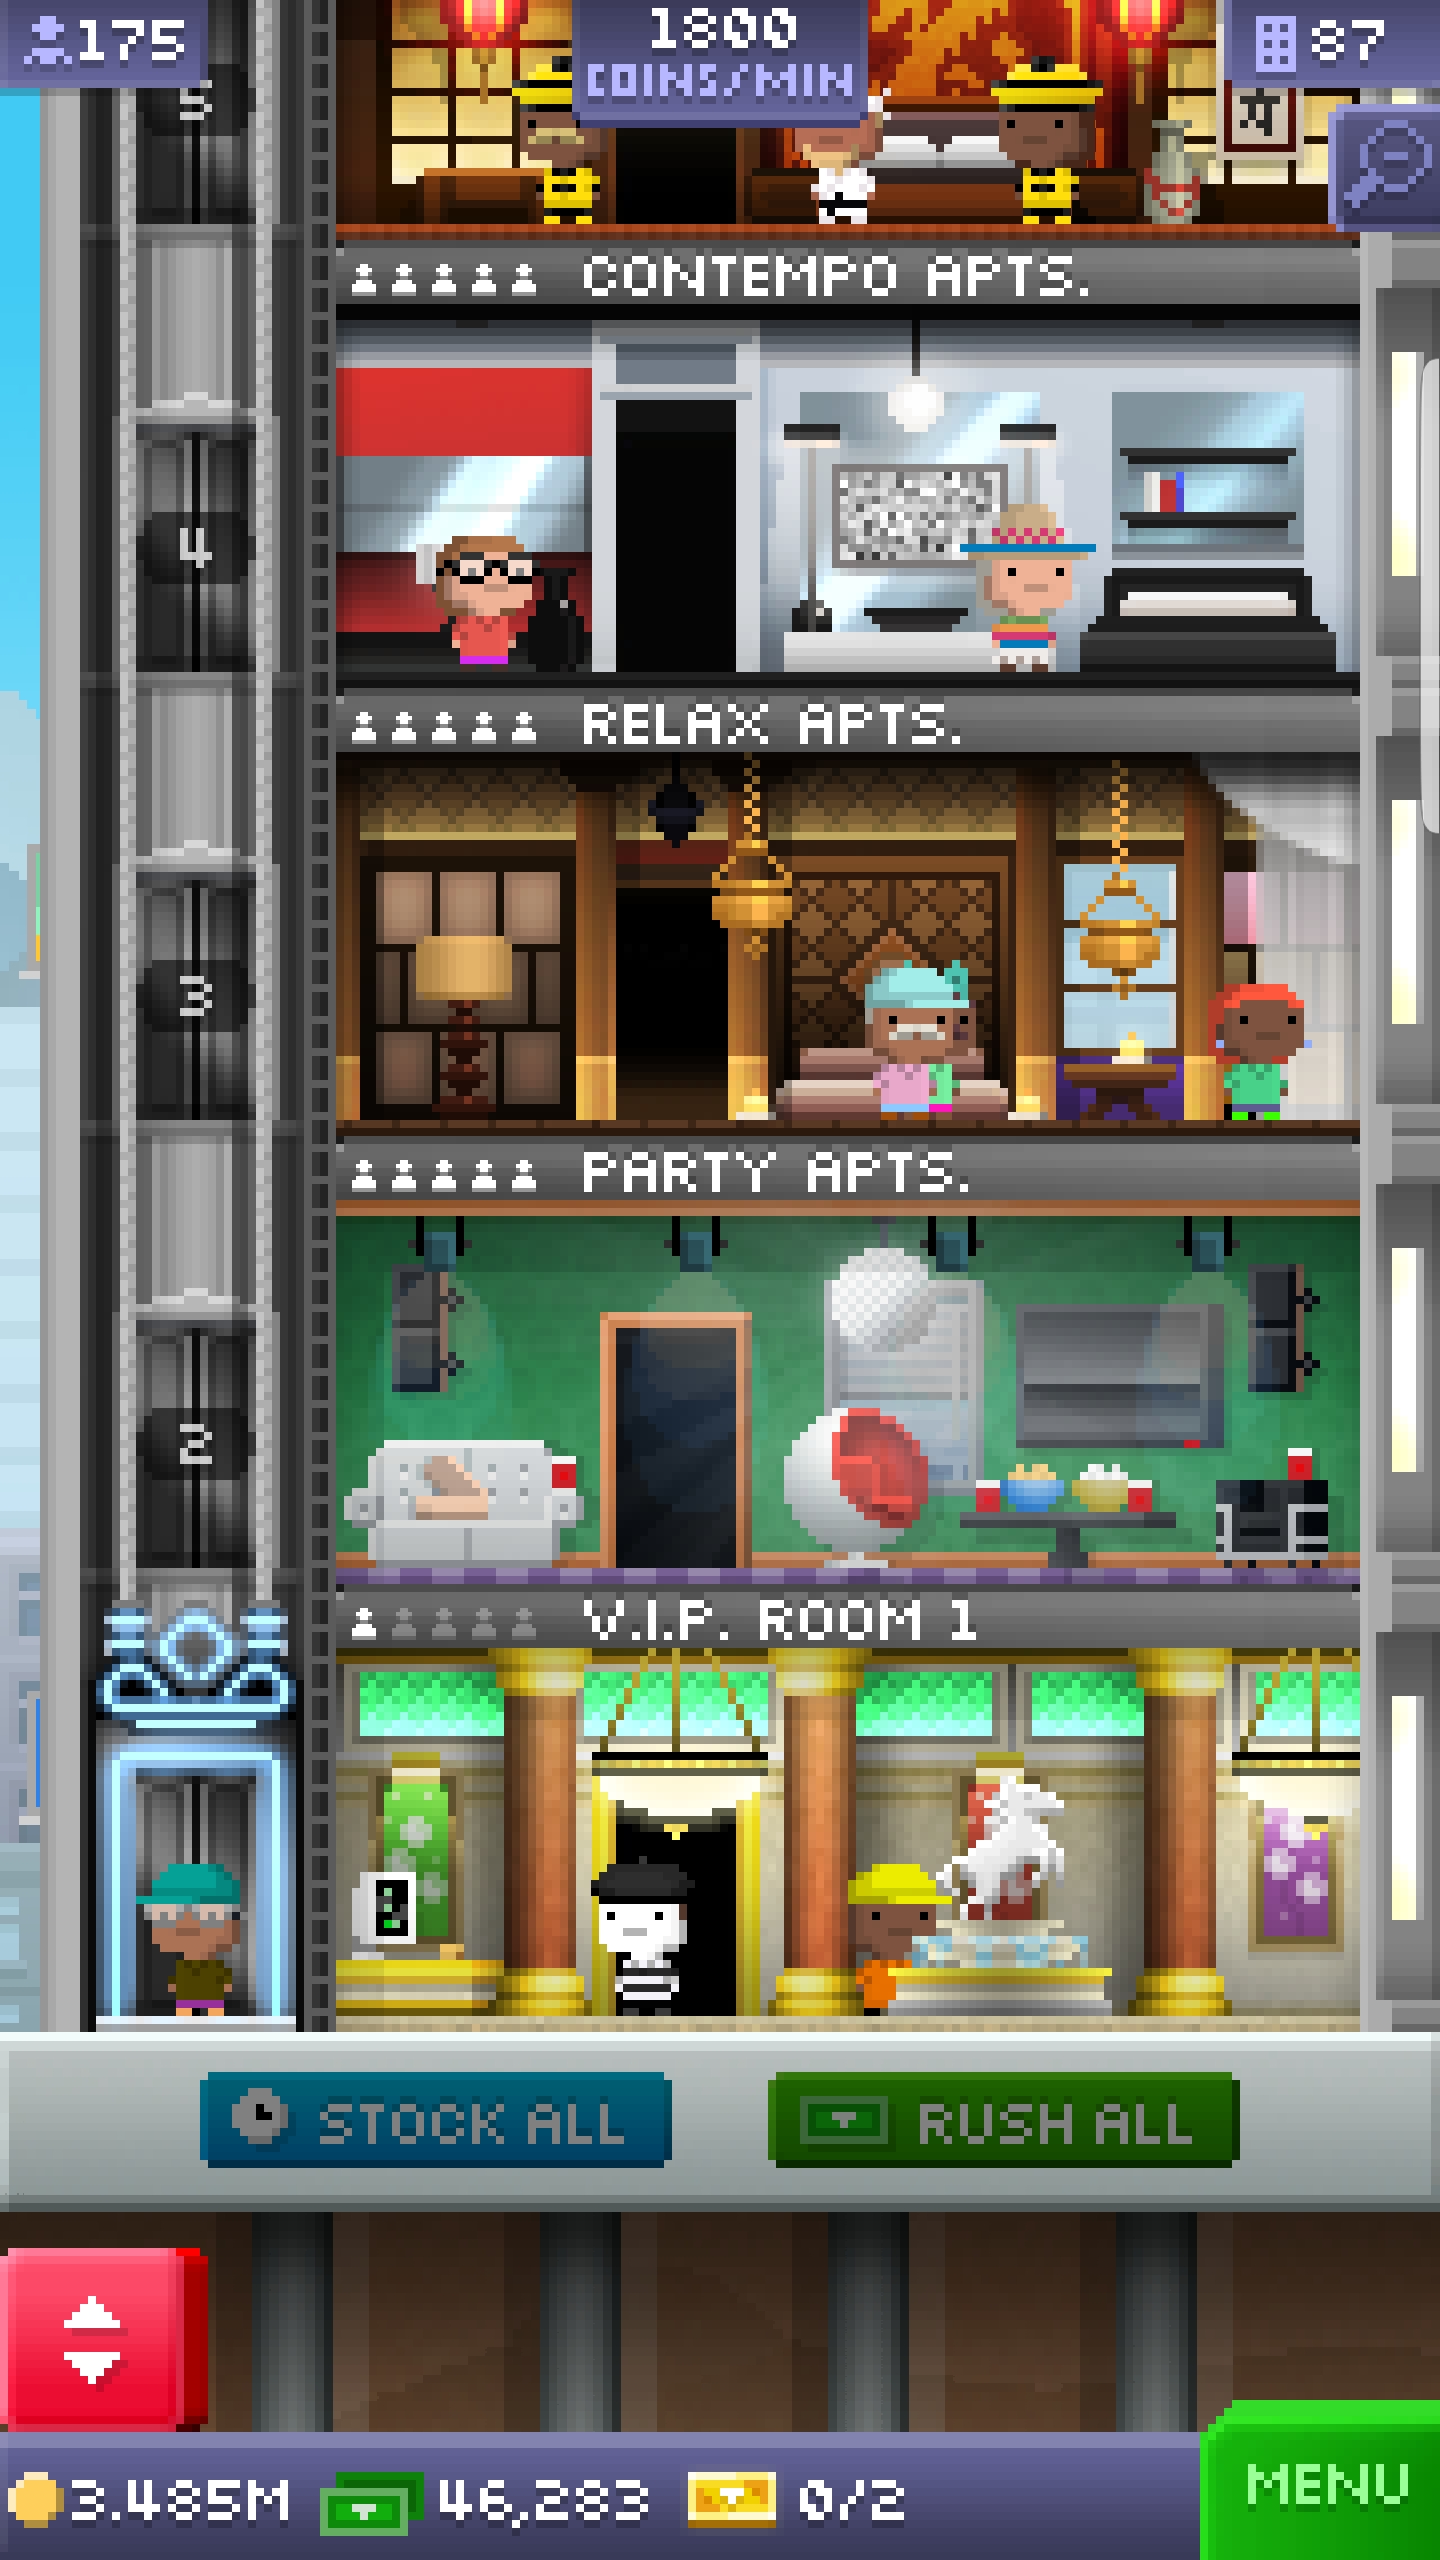 175
1800
COINS/MIN
87
5
CONTEMPO APTS.
4
RELAX APTS.
3
PARTY APTS.
2
V.I.P. ROOM 1
STOCK ALL
RUSH ALL
3.485M
46,283
0/2
MENU